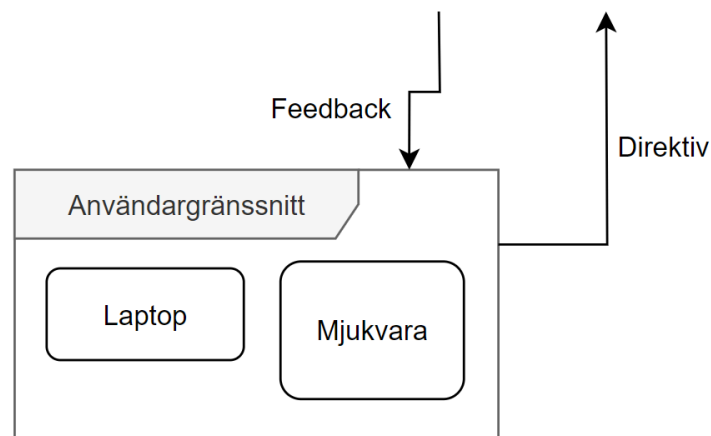 Feedback
Direktiv
Användargränssnitt
Laptop
Mjukvara